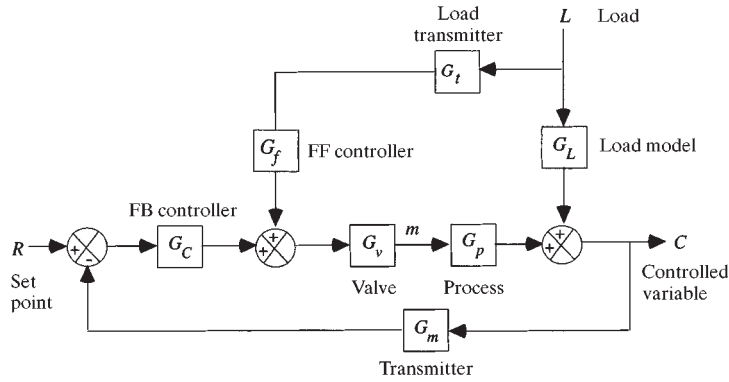 Load
transmitter
L Load
G_t
G_f FF controller
G_L Load model
FB controller
R
+
-
G_C
+
+
G_v
m
G_p
+
+
C
Set
point
Valve
Process
Controlled
variable
G_m
Transmitter